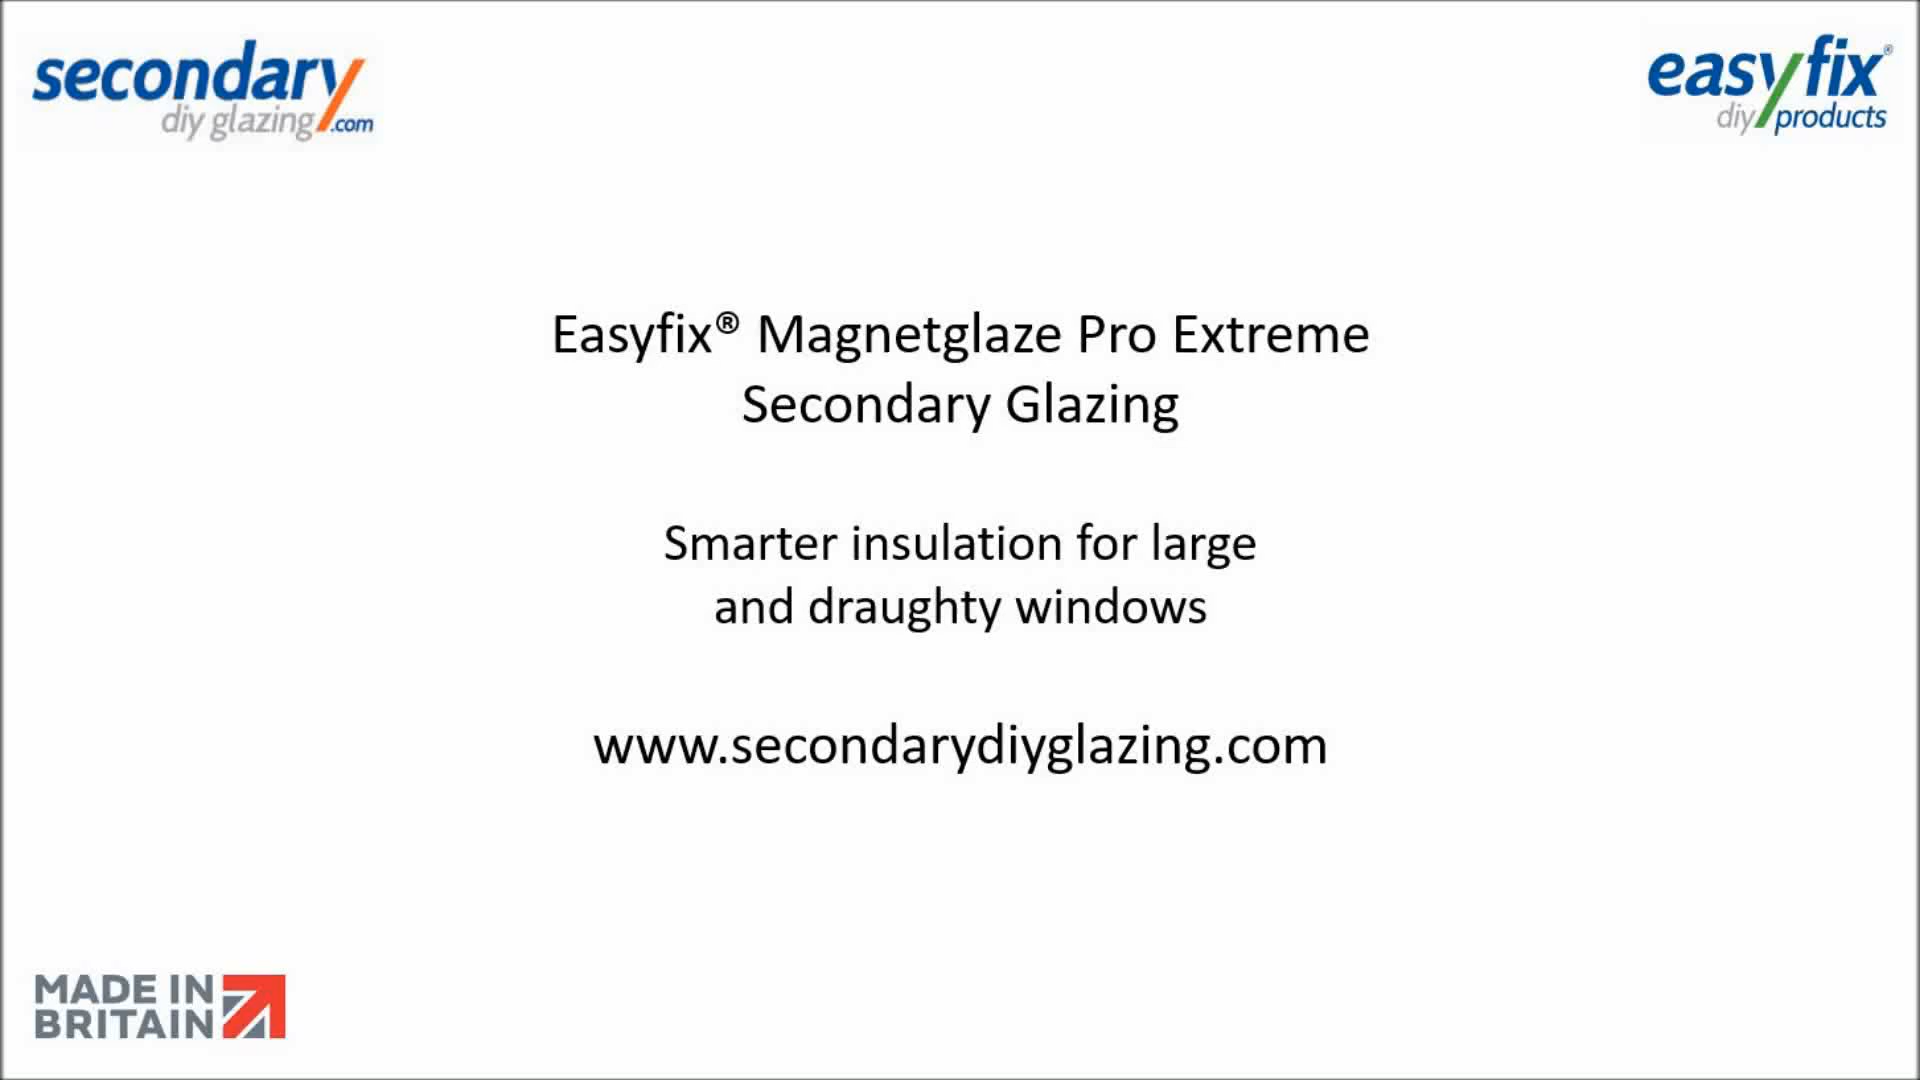 secondary
diy glazing.com
easyfix®
diy products
Easyfix® Magnetglaze Pro Extreme
Secondary Glazing
Smarter insulation for large
and draughty windows
www.secondarydiyglazing.com
MADE IN
BRITAIN